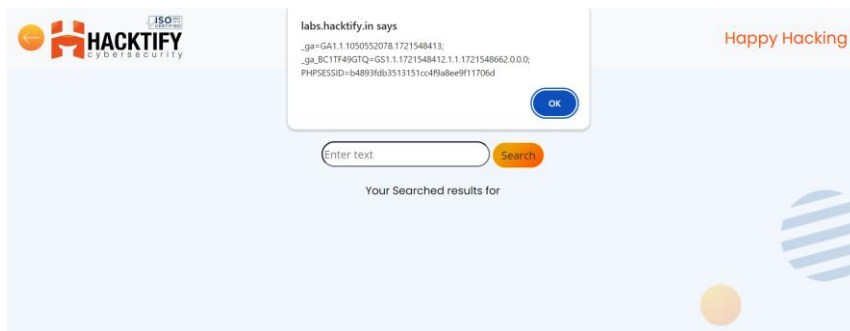 ISO
CERTIFIED
HACKTIFY
cybersecurity
labs.hacktify.in says
_ga=GA1.1.1050552078.1721548413;
_ga_BC1TF49GTQ=GS1.1.1721548412.1.1.1721548662.0.0.0;
PHPSESSID=b4893fdb3513151cc4f9a8ee9f11706d
OK
Happy Hacking
Enter text
Search
Your Searched results for